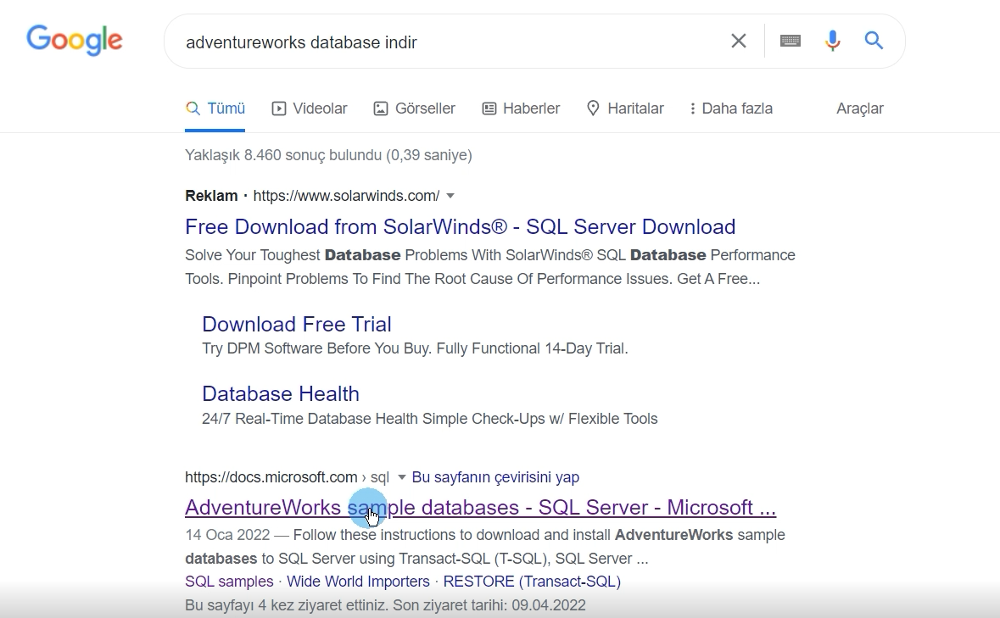 Google
adventureworks database indir
Tümü Videolar Görseller Haberler Haritalar Daha fazla Araçlar
Yaklaşık 8.460 sonuç bulundu (0,39 saniye)
Reklam · https://www.solarwinds.com/
Free Download from SolarWinds® - SQL Server Download
Solve Your Toughest Database Problems With SolarWinds® SQL Database Performance
Tools. Pinpoint Problems To Find The Root Cause Of Performance Issues. Get A Free...
Download Free Trial
Try DPM Software Before You Buy. Fully Functional 14-Day Trial.
Database Health
24/7 Real-Time Database Health Simple Check-Ups w/ Flexible Tools
https://docs.microsoft.com › sql Bu sayfanın çevirisini yap
AdventureWorks sample databases - SQL Server - Microsoft ...
14 Oca 2022 — Follow these instructions to download and install AdventureWorks sample
databases to SQL Server using Transact-SQL (T-SQL), SQL Server ...
SQL samples · Wide World Importers · RESTORE (Transact-SQL)
Bu sayfayı 4 kez ziyaret ettiniz. Son ziyaret tarihi: 09.04.2022